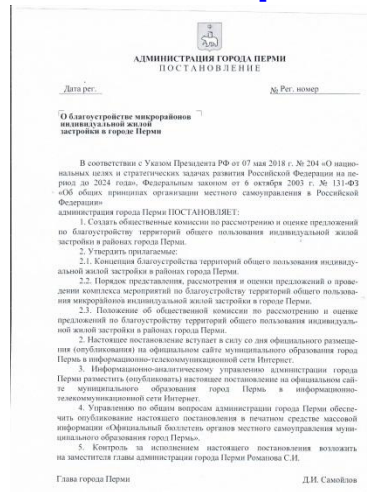 АДМИНИСТРАЦИЯ ГОРОДА ПЕРМИ
ПОСТАНОВЛЕНИЕ
Дата рег.
№ Рег. номер
О благоустройстве микрорайонов
индивидуальной жилой
застройки в городе Перми
В соответствии с Указом Президента РФ от 07 мая 2018 г. № 204 «О нацио-
нальных целях и стратегических задачах развития Российской Федерации на пе-
риод до 2024 года», Федеральным законом от 6 октября 2003 г. № 131-ФЗ
«Об общих принципах организации местного самоуправления в Российской
Федерации»
администрация города Перми ПОСТАНОВЛЯЕТ:
1. Создать общественные комиссии по рассмотрению и оценке предложений
по благоустройству территорий общего пользования индивидуальной жилой
застройки в районах города Перми.
2. Утвердить прилагаемые:
2.1. Концепция благоустройства территорий общего пользования индивиду-
альной жилой застройки в районах города Перми.
2.2. Порядок представления, рассмотрения и оценки предложений о прове-
дении комплекса мероприятий по благоустройству территорий общего пользова-
ния микрорайонов индивидуальной жилой застройки в городе Перми.
2.3. Положение об общественной комиссии по рассмотрению и оценке
предложений по благоустройству территорий общего пользования индивидуаль-
ной жилой застройки в районах города Перми.
2. Настоящее постановление вступает в силу со дня официального размеще-
ния (опубликования) на официальном сайте муниципального образования город
Пермь в информационно-телекоммуникационной сети Интернет.
3. Информационно-аналитическому управлению администрации города
Перми разместить (опубликовать) настоящее постановление на официальном сай-
те муниципального образования город Пермь в информационно-
телекоммуникационной сети Интернет.
4. Управлению по общим вопросам администрации города Перми обеспе-
чить опубликование настоящего постановления в печатном средстве массовой
информации «Официальный бюллетень органов местного самоуправления муни-
ципального образования город Пермь».
5. Контроль за исполнением настоящего постановления возложить
на заместителя главы администрации города Перми Романова С.И.
Глава города Перми
Д.И. Самойлов